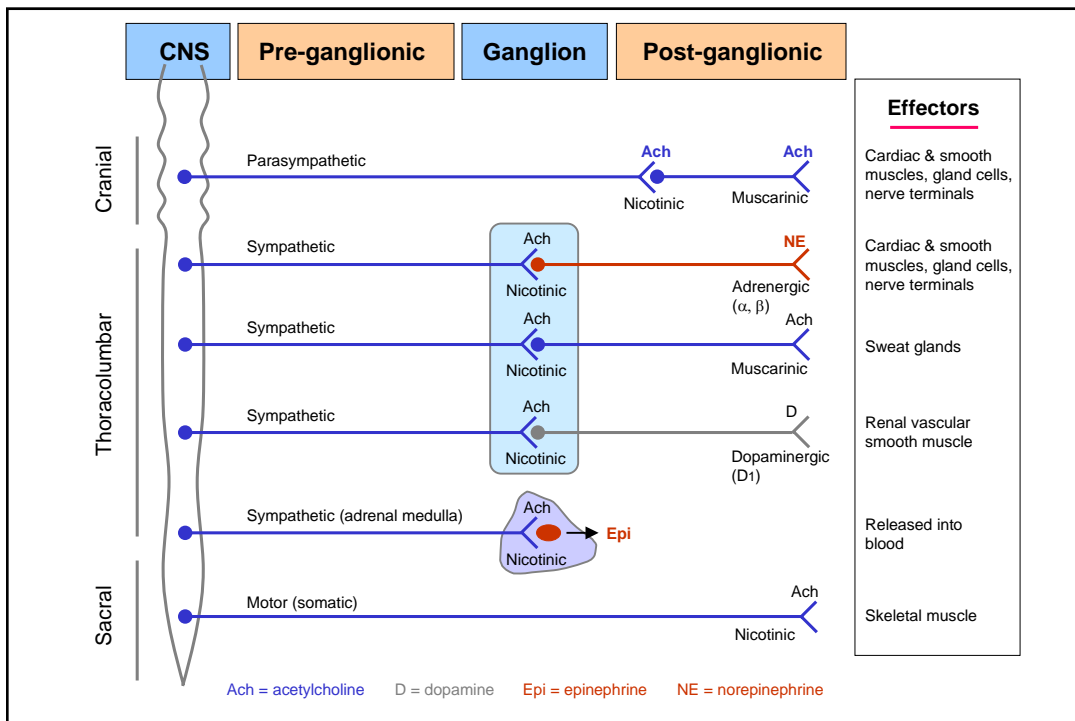 CNS
Pre-ganglionic
Ganglion
Post-ganglionic
Effectors
Cranial
Parasympathetic
Ach
Nicotinic
Ach
Muscarinic
Cardiac & smooth
muscles, gland cells,
nerve terminals
Thoracolumbar
Sympathetic
Ach
Nicotinic
NE
Adrenergic
(α, β)
Cardiac & smooth
muscles, gland cells,
nerve terminals
Sympathetic
Ach
Nicotinic
Ach
Muscarinic
Sweat glands
Sympathetic
Ach
Nicotinic
D
Dopaminergic
(D1)
Renal vascular
smooth muscle
Sympathetic (adrenal medulla)
Ach
Nicotinic
Epi
Released into
blood
Sacral
Motor (somatic)
Ach
Nicotinic
Skeletal muscle
Ach = acetylcholine D = dopamine Epi = epinephrine NE = norepinephrine